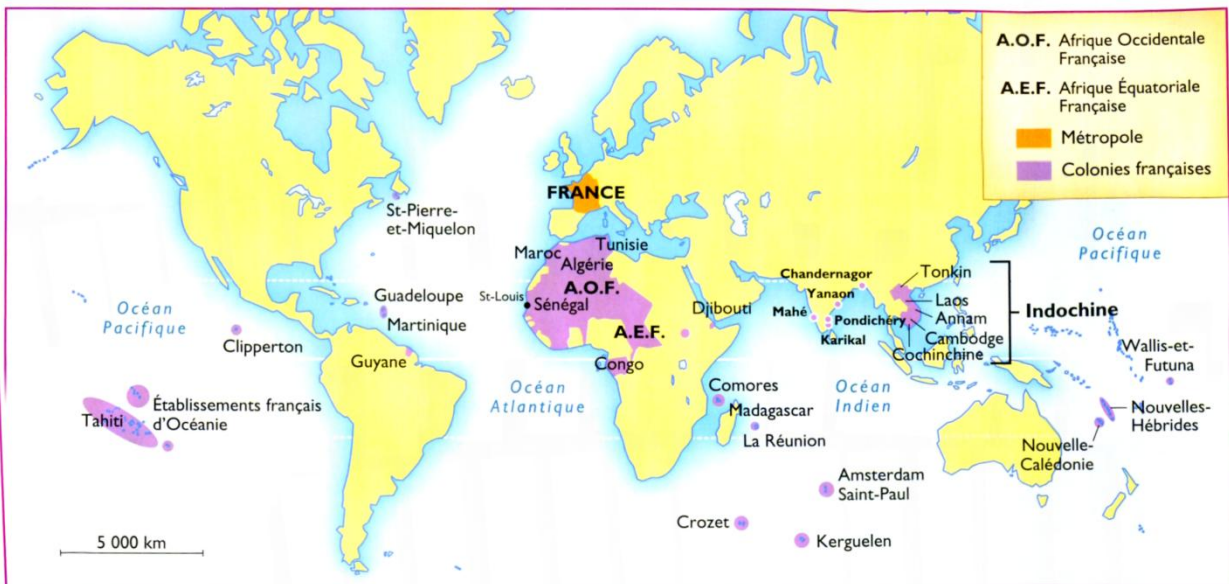 A.O.F. Afrique Occidentale
Française
A.E.F. Afrique Équatoriale
Française
Métropole
Colonies françaises
FRANCE
St-Pierre-
et-Miquelon
Océan
Pacifique
Maroc
Tunisie
Algérie
A.O.F.
St-Louis
Sénégal
Chandernagor
Yanaon
Mahé
Pondichéry
Karikal
Tonkin
Laos
Annam
Cambodge
Cochinchine
Indochine
Djibouti
A.E.F.
Congo
Guadeloupe
Martinique
Océan
Pacifique
Clipperton
Guyane
Wallis-et-
Futuna
Océan
Atlantique
Océan
Indien
Comores
Madagascar
La Réunion
Établissements français
d'Océanie
Tahiti
Nouvelles-
Hébrides
Nouvelle-
Calédonie
Amsterdam
Saint-Paul
Crozet
Kerguelen
5 000 km